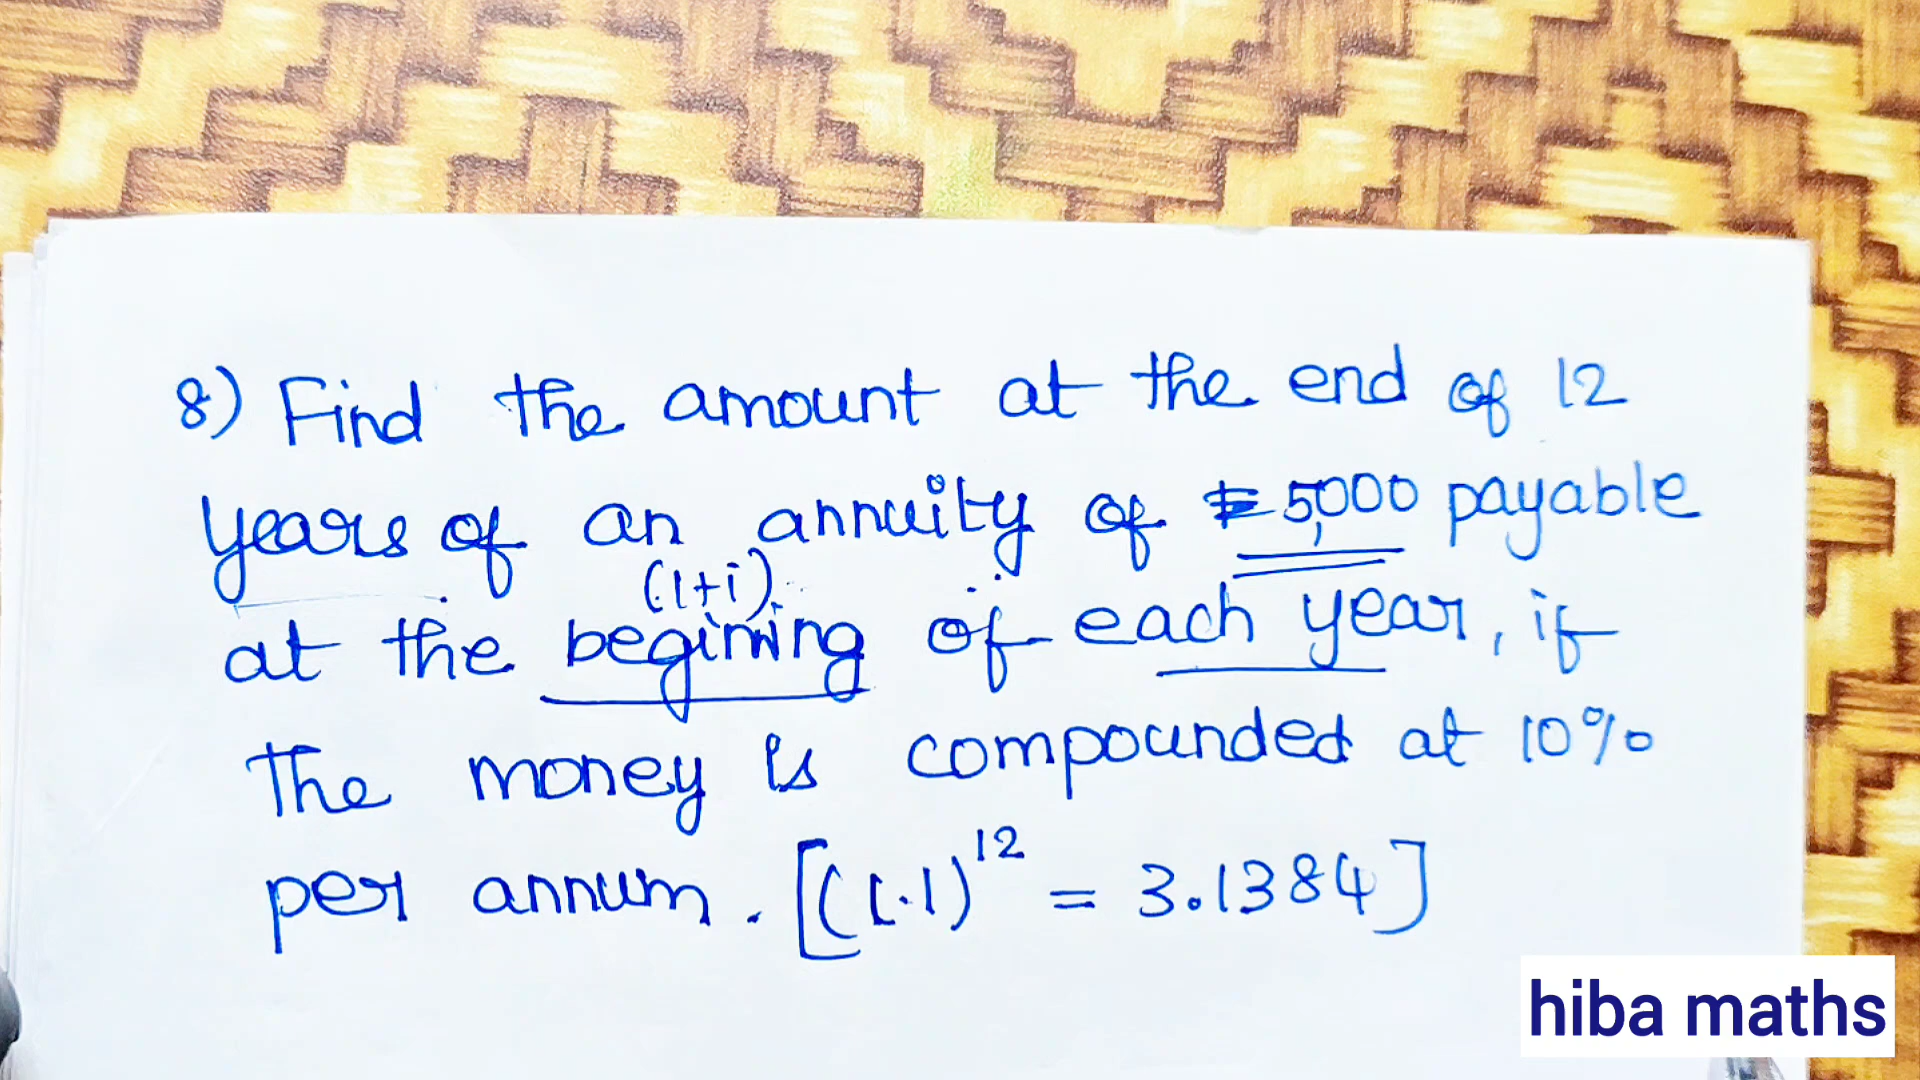 8) Find the amount at the end of 12
years of an annuity of ₹5,000 payable
(1+i)
at the begining of each year, if
the money is compounded at 10%
per annum. [(1.1)¹² = 3.1384]
hiba maths